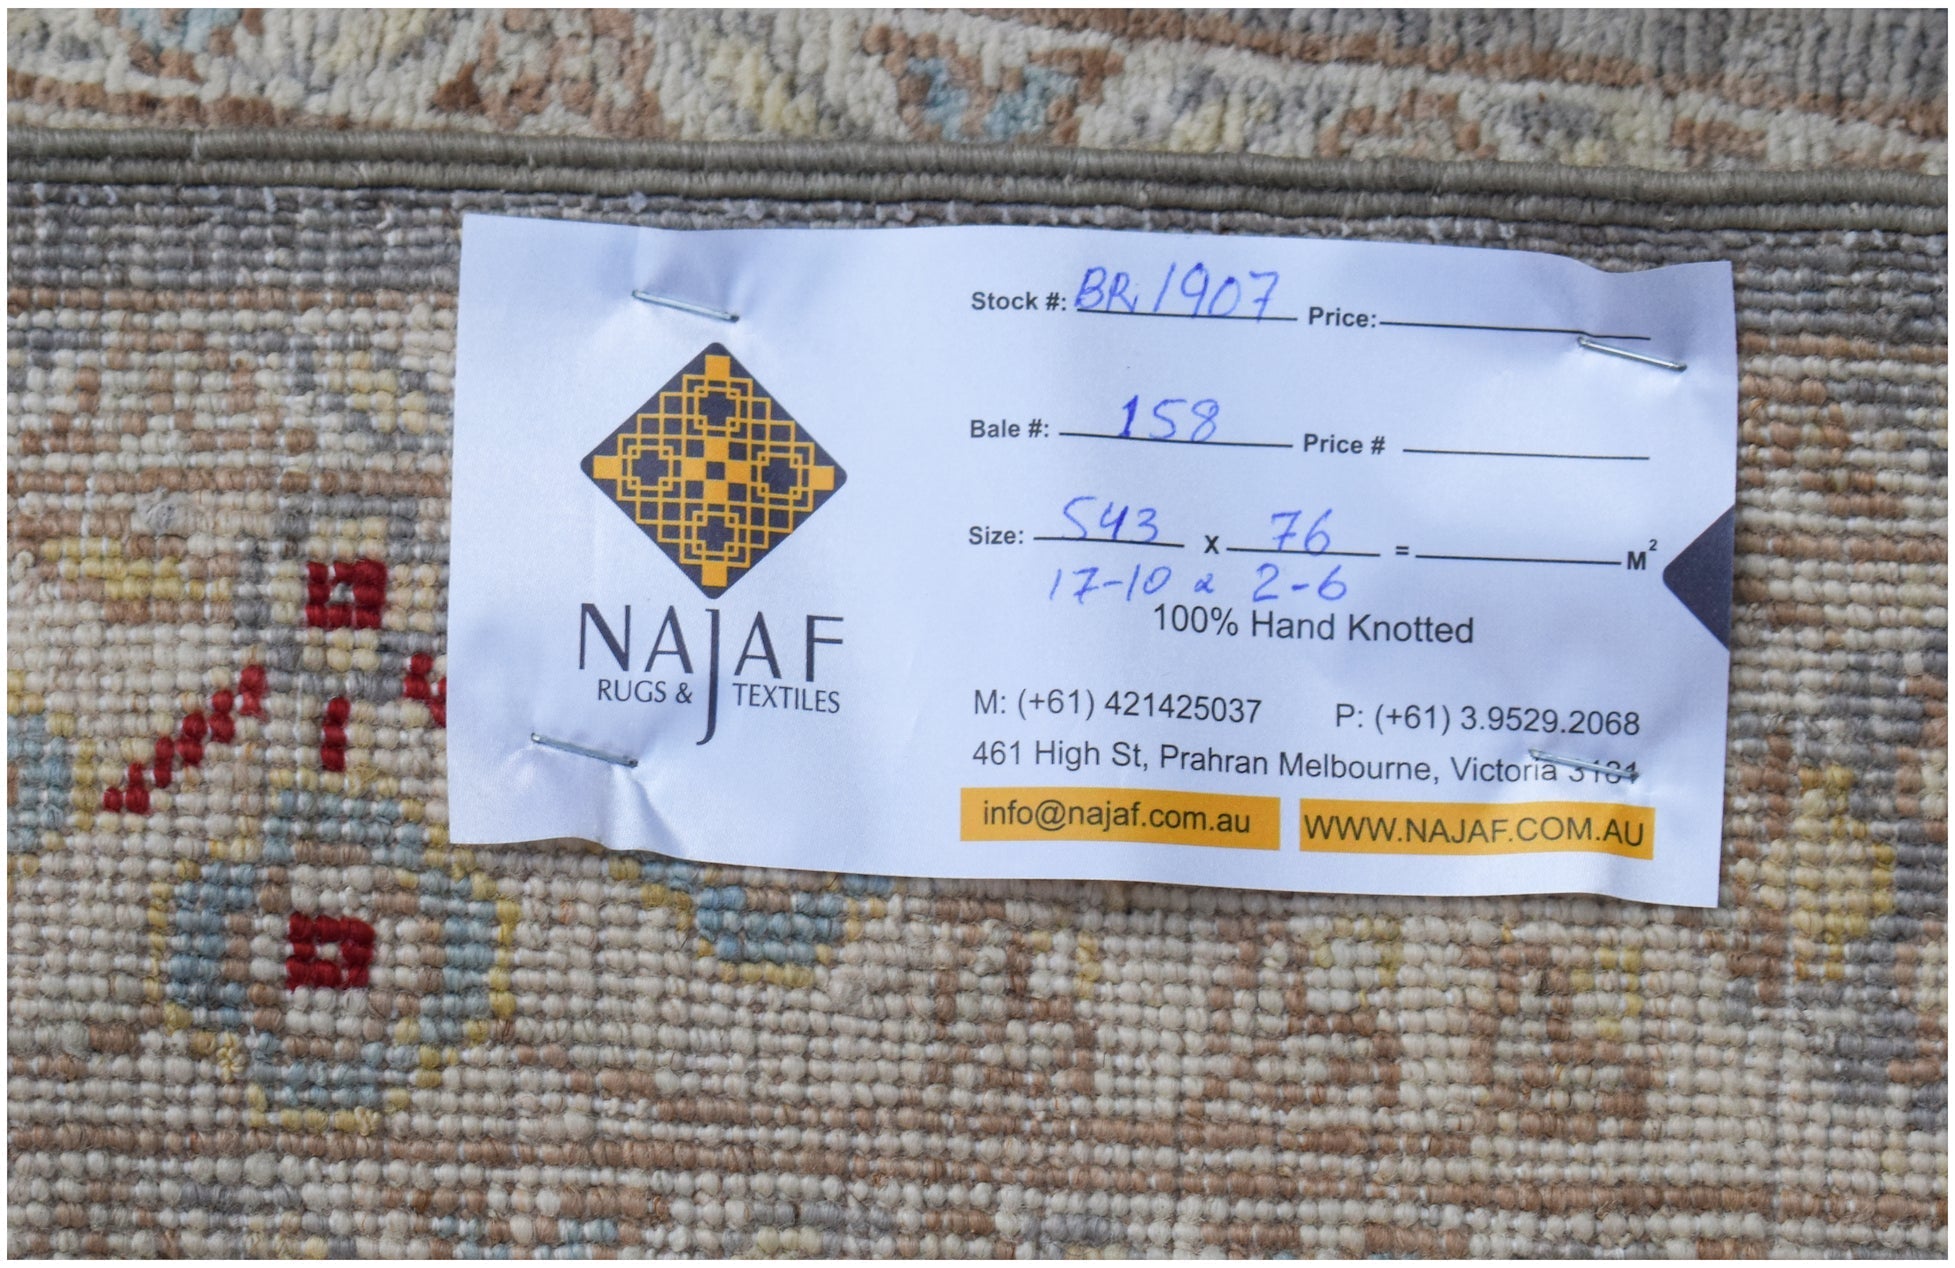 NAJAF
RUGS & TEXTILES
Stock #: BR.1907 Price:
Bale #: 158 Price #
Size: 543 x 76 = M²
17-10 x 2-6
100% Hand Knotted
M: (+61) 421425037 P: (+61) 3.9529.2068
461 High St, Prahran Melbourne, Victoria 3181
info@najaf.com.au WWW.NAJAF.COM.AU